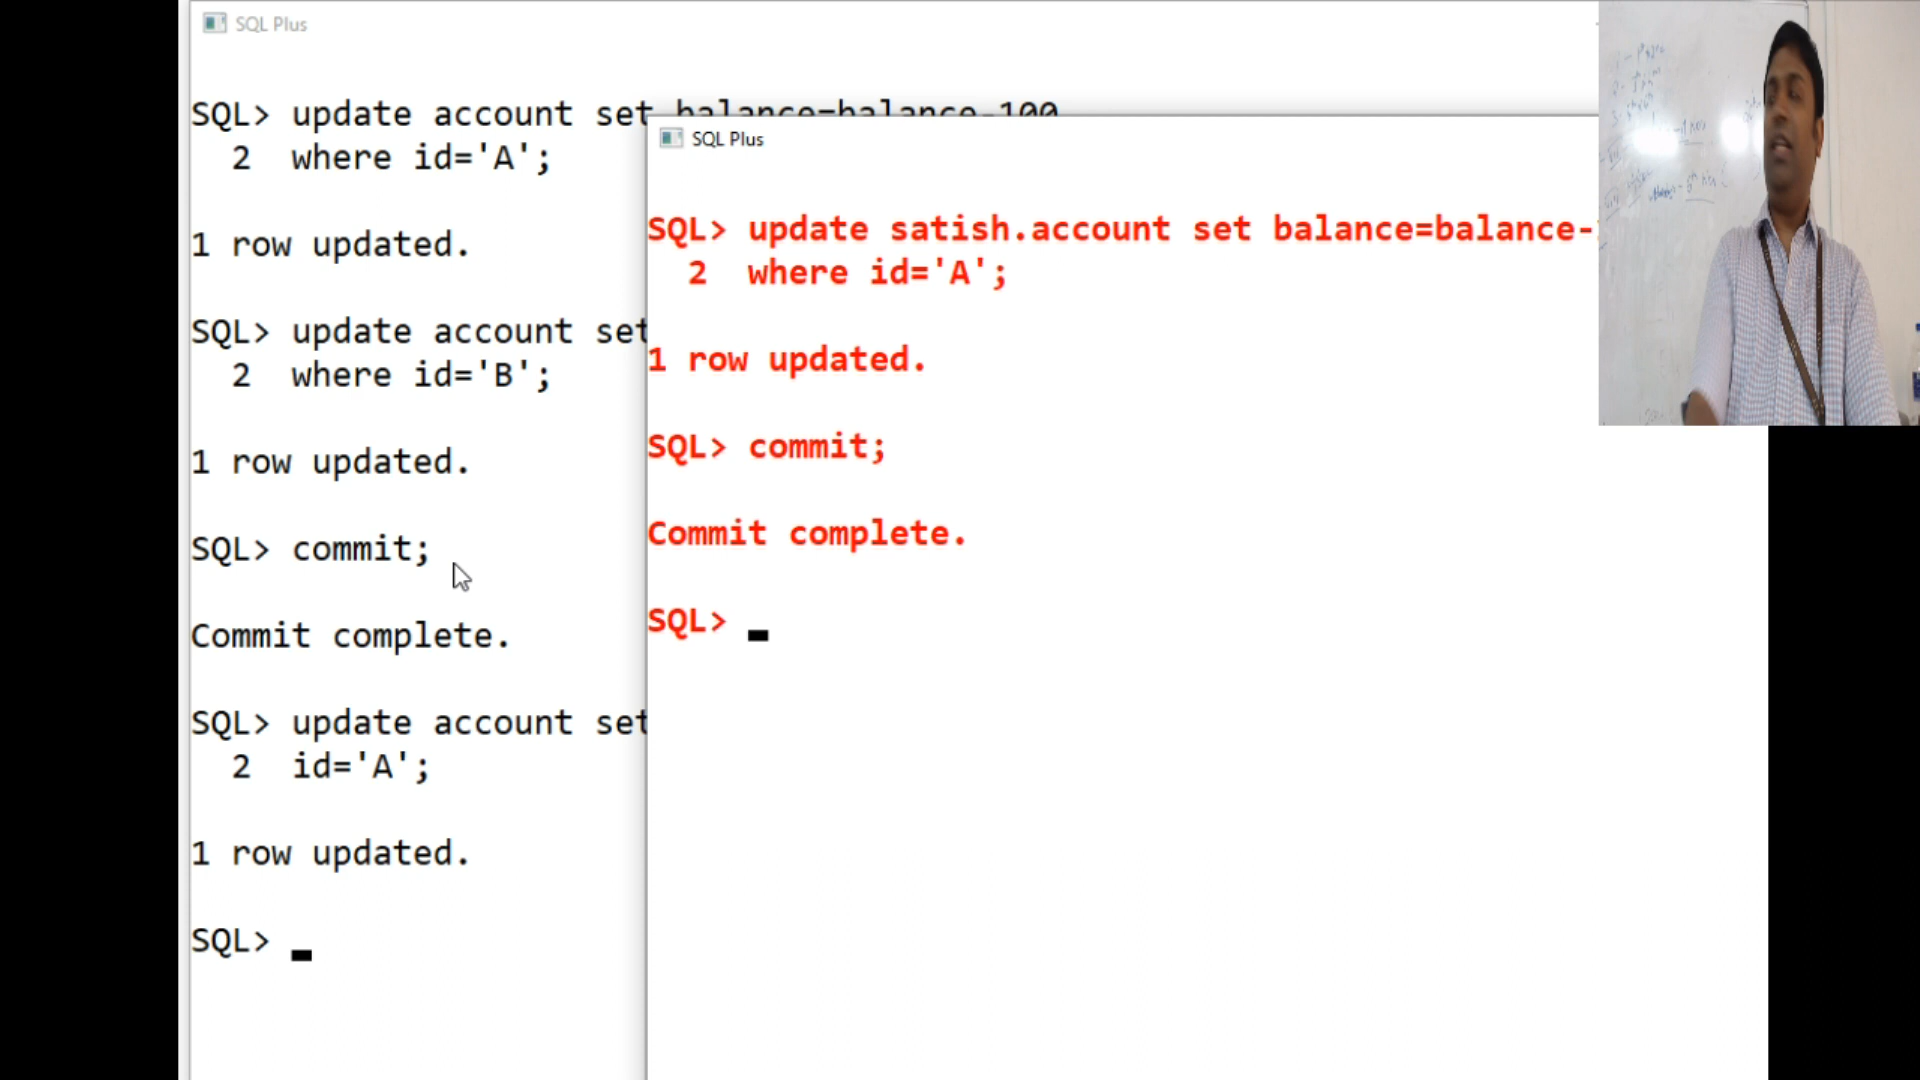 SQL Plus
SQL> update account set balance=balance-100
2 where id='A';
1 row updated.
SQL> update account set
2 where id='B';
1 row updated.
SQL> commit;
Commit complete.
SQL> update account set
2 id='A';
1 row updated.
SQL>
SQL Plus
SQL> update satish.account set balance=balance-
2 where id='A';
1 row updated.
SQL> commit;
Commit complete.
SQL>